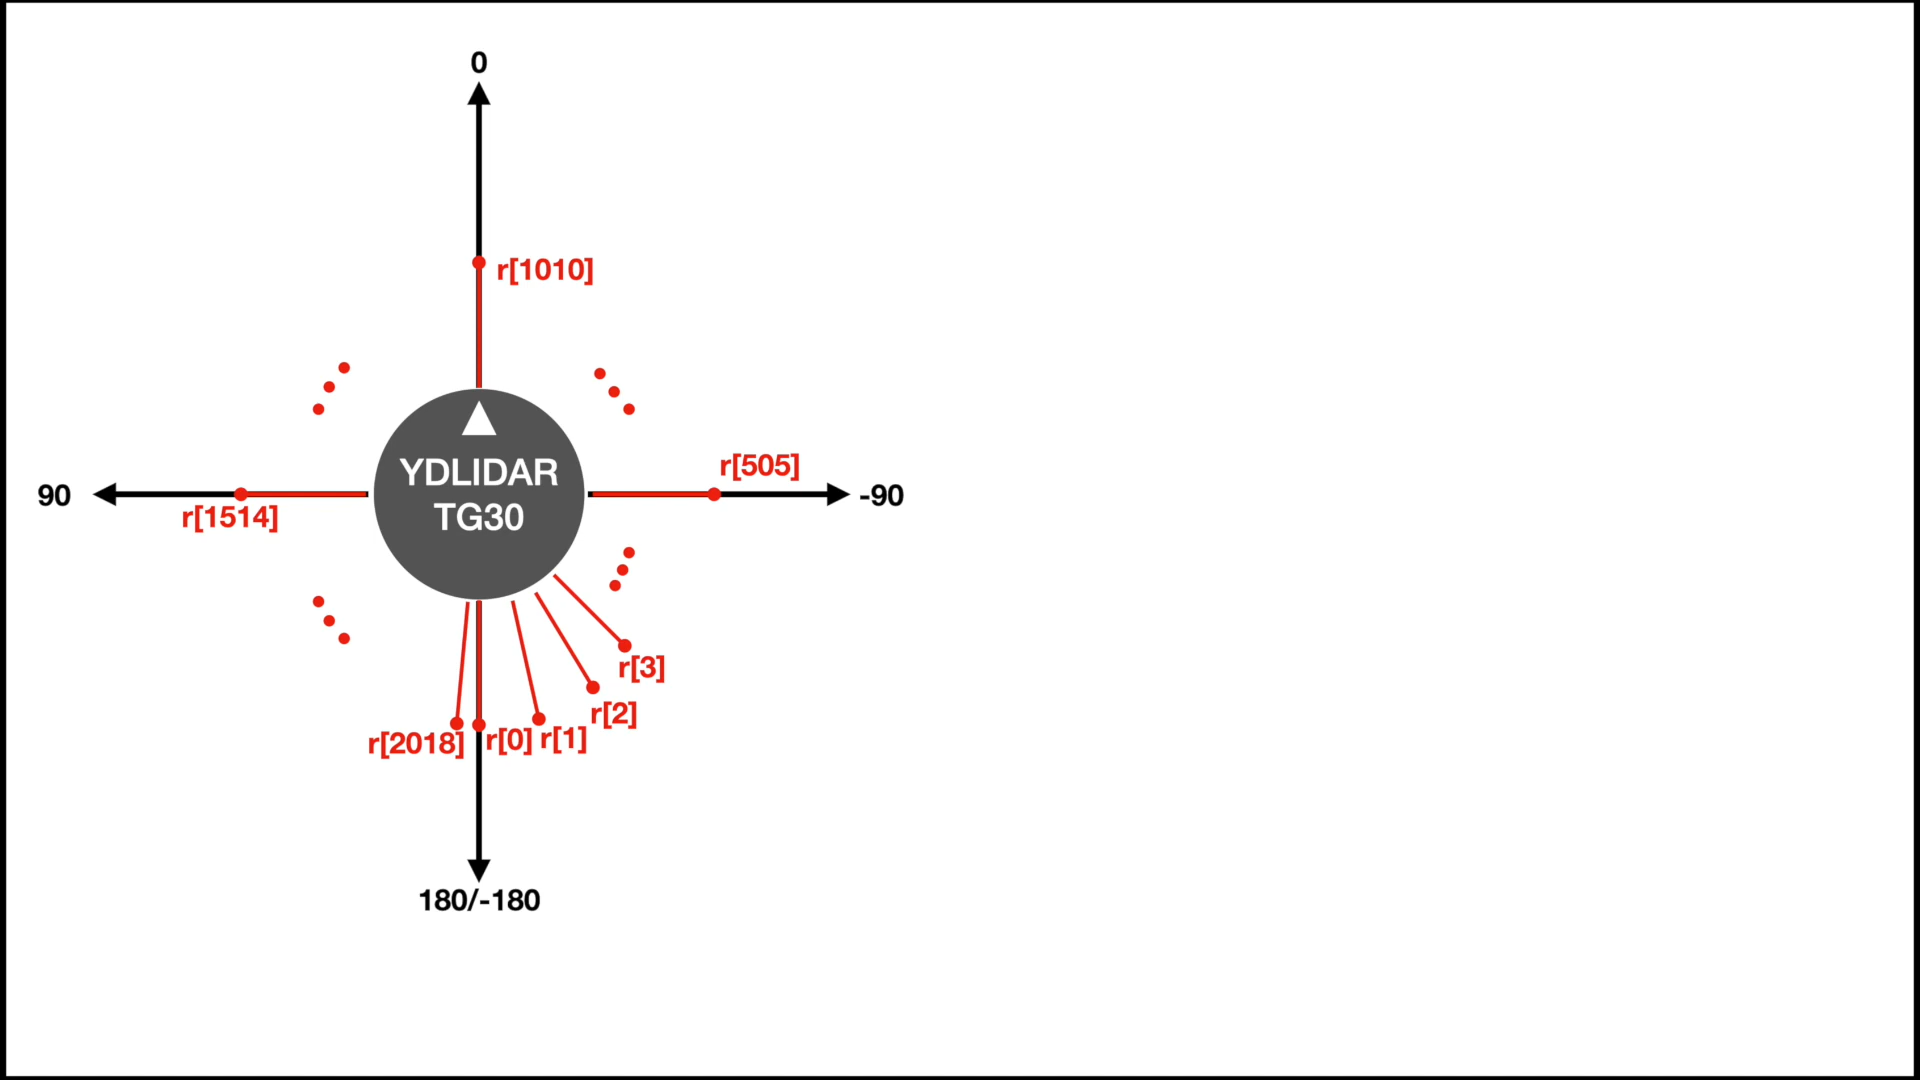 0
r[1010]
YDLIDAR
TG30
r[505]
90
-90
r[1514]
r[3]
r[2]
r[2018]
r[0]
r[1]
180/-180